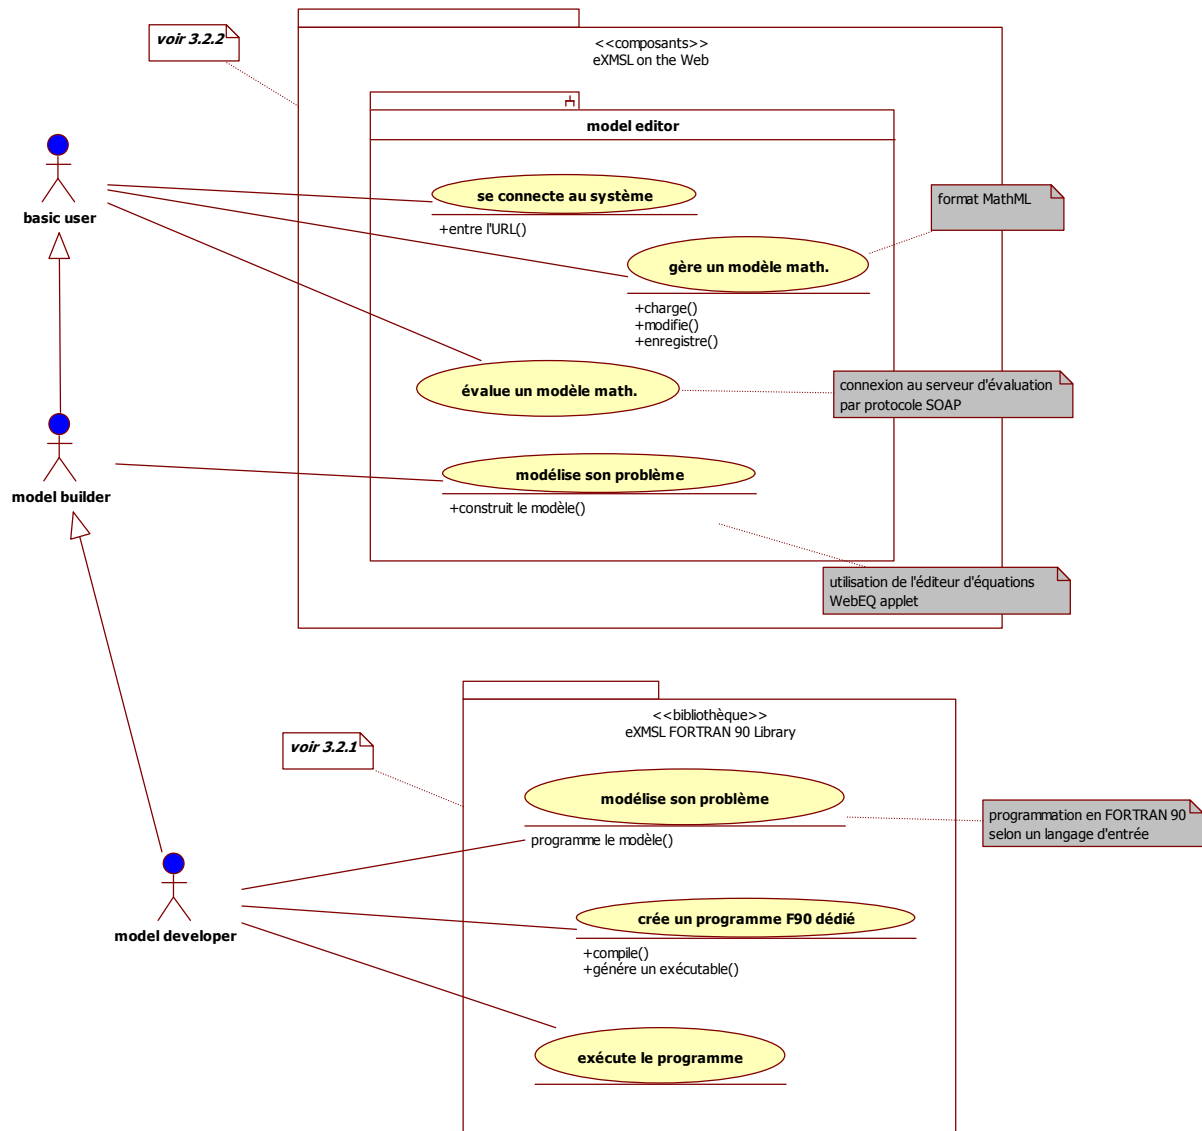 voir 3.2.2
<<composants>>
eXMSL on the Web
model editor
se connecte au système
+entre l'URL()
format MathML
basic user
gère un modèle math.
+charge()
+modifie()
+enregistre()
évalue un modèle math.
connexion au serveur d'évaluation
par protocole SOAP
modélise son problème
+construit le modèle()
model builder
utilisation de l'éditeur d'équations
WebEQ applet
<<bibliothèque>>
eXMSL FORTRAN 90 Library
voir 3.2.1
modélise son problème
programme le modèle()
programmation en FORTRAN 90
selon un langage d'entrée
model developer
crée un programme F90 dédié
+compile()
+génére un exécutable()
exécute le programme